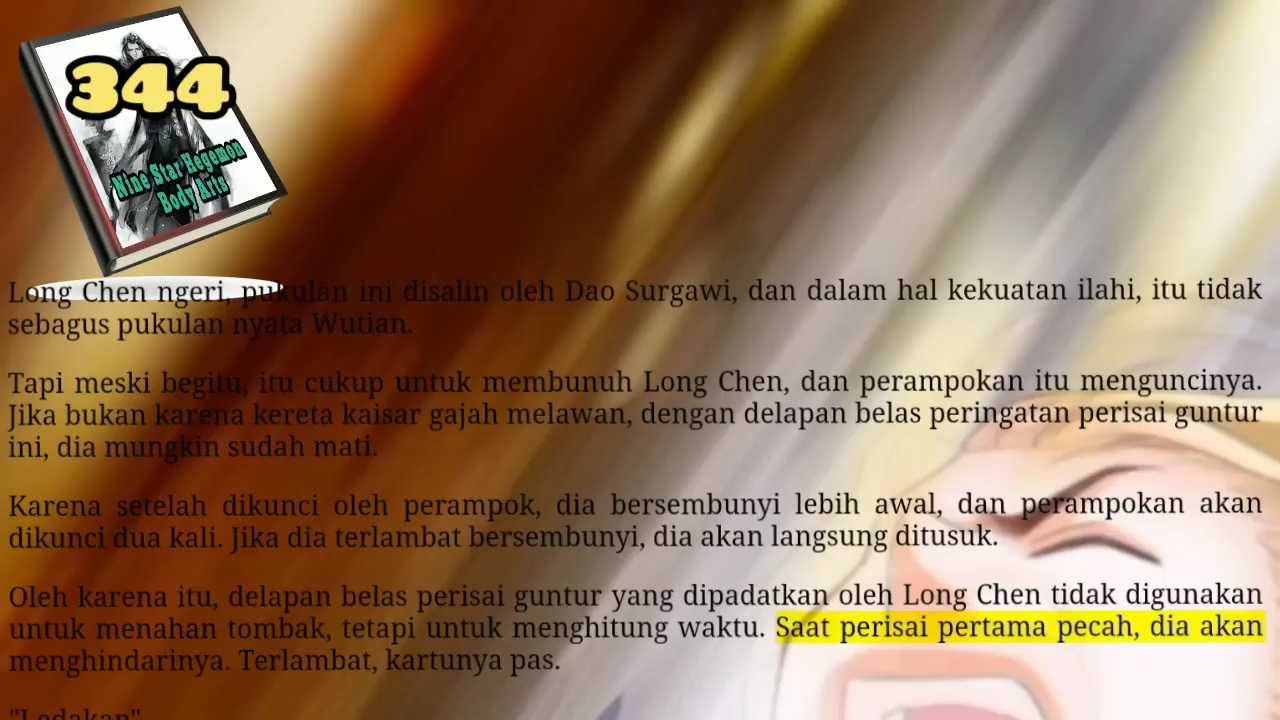 344
Nine Star Hegemon
Body Arts
Long Chen ngeri, pukulan ini disalin oleh Dao Surgawi, dan dalam hal kekuatan ilahi, itu tidak
sebagus pukulan nyata Wutian.
Tapi meski begitu, itu cukup untuk membunuh Long Chen, dan perampokan itu menguncinya.
Jika bukan karena kereta kaisar gajah melawan, dengan delapan belas peringatan perisai guntur
ini, dia mungkin sudah mati.
Karena setelah dikunci oleh perampok, dia bersembunyi lebih awal, dan perampokan akan
dikunci dua kali. Jika dia terlambat bersembunyi, dia akan langsung ditusuk.
Oleh karena itu, delapan belas perisai guntur yang dipadatkan oleh Long Chen tidak digunakan
untuk menahan tombak, tetapi untuk menghitung waktu. Saat perisai pertama pecah, dia akan
menghindarinya. Terlambat, kartunya pas.
"Ledakan"